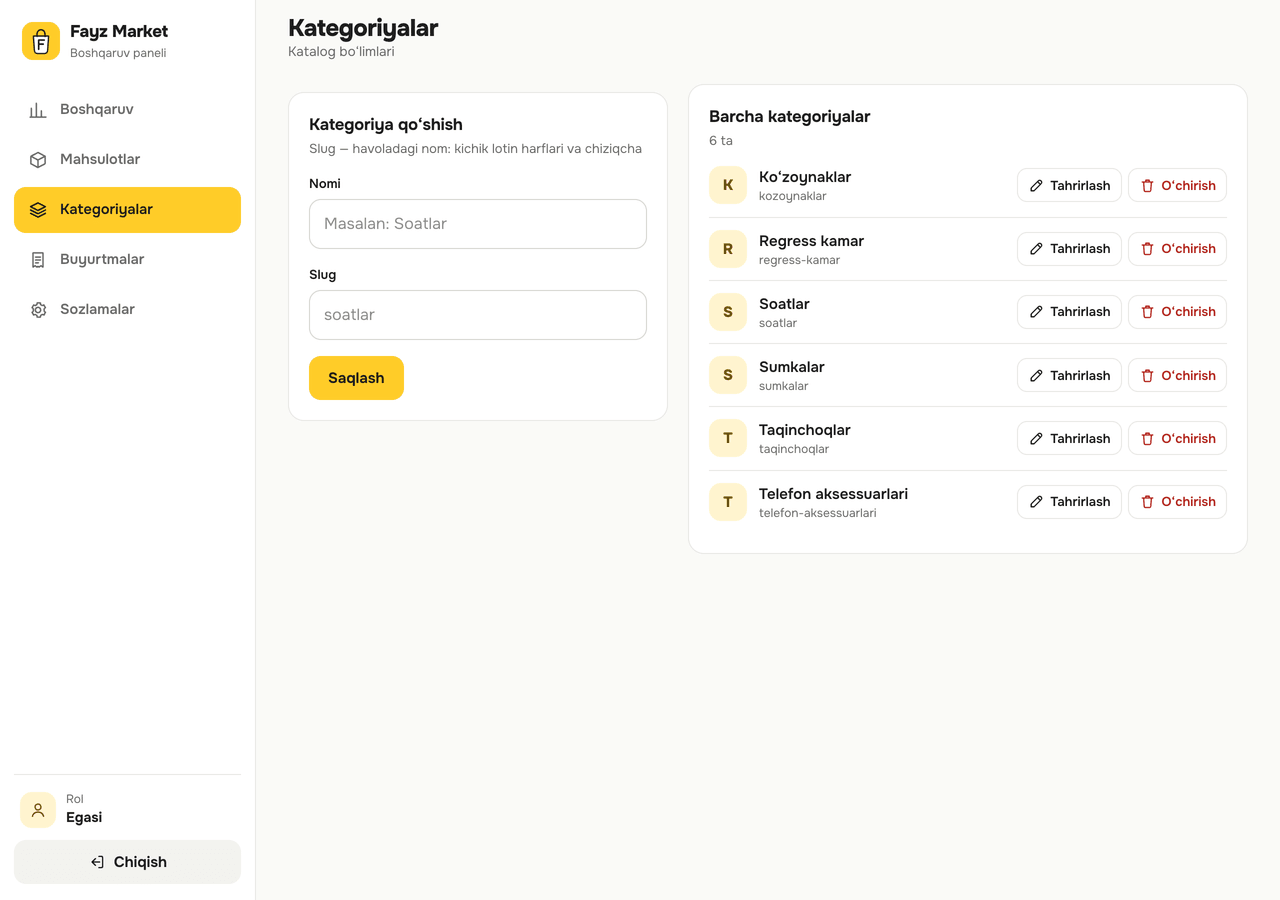 F
Fayz Market
Boshqaruv paneli
Boshqaruv
Mahsulotlar
Kategoriyalar
Buyurtmalar
Sozlamalar
Rol
Egasi
Chiqish
Kategoriyalar
Katalog bo‘limlari
Kategoriya qo‘shish
Slug — havoladagi nom: kichik lotin harflari va chiziqcha
Nomi
Masalan: Soatlar
Slug
soatlar
Saqlash
Barcha kategoriyalar
6 ta
K Ko‘zoynaklar Tahrirlash O‘chirish
kozoynaklar
R Regress kamar Tahrirlash O‘chirish
regress-kamar
S Soatlar Tahrirlash O‘chirish
soatlar
S Sumkalar Tahrirlash O‘chirish
sumkalar
T Taqinchoqlar Tahrirlash O‘chirish
taqinchoqlar
T Telefon aksessuarlari Tahrirlash O‘chirish
telefon-aksessuarlari